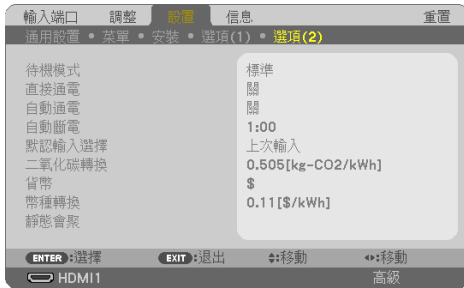 輸入端口 調整 設置 信息 重置
通用設置 • 菜單 • 安裝 • 選項(1) • 選項(2)
待機模式 標準
直接通電 關
自動通電 關
自動斷電 1:00
默認輸入選擇 上次輸入
二氧化碳轉換 0.505[kg-CO2/kWh]
貨幣 $
幣種轉換 0.11[$/kWh]
靜態會聚
ENTER:選擇 EXIT:退出 :移動 :移動
HDMI1 高級